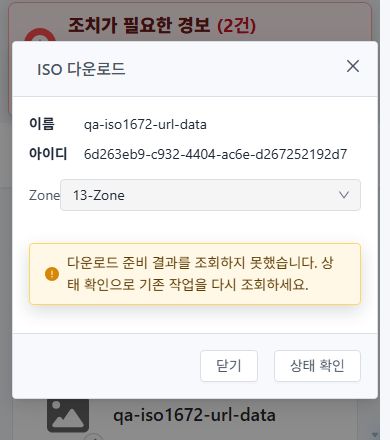 조치가 필요한 경보 (2건)
ISO 다운로드
이름 qa-iso1672-url-data
아이디 6d263eb9-c932-4404-ac6e-d267252192d7
Zone 13-Zone
다운로드 준비 결과를 조회하지 못했습니다. 상
태 확인으로 기존 작업을 다시 조회하세요.
닫기 상태 확인
qa-iso1672-url-data